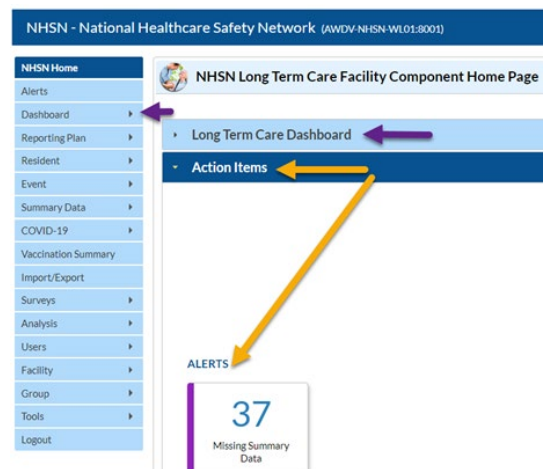 NHSN - National Healthcare Safety Network (AWDV-NHSN-WL01:8001)
NHSN Home
Alerts
Dashboard
Reporting Plan
Resident
Event
Summary Data
COVID-19
Vaccination Summary
Import/Export
Surveys
Analysis
Users
Facility
Group
Tools
Logout
NHSN Long Term Care Facility Component Home Page
Long Term Care Dashboard
Action Items
ALERTS
37
Missing Summary
Data